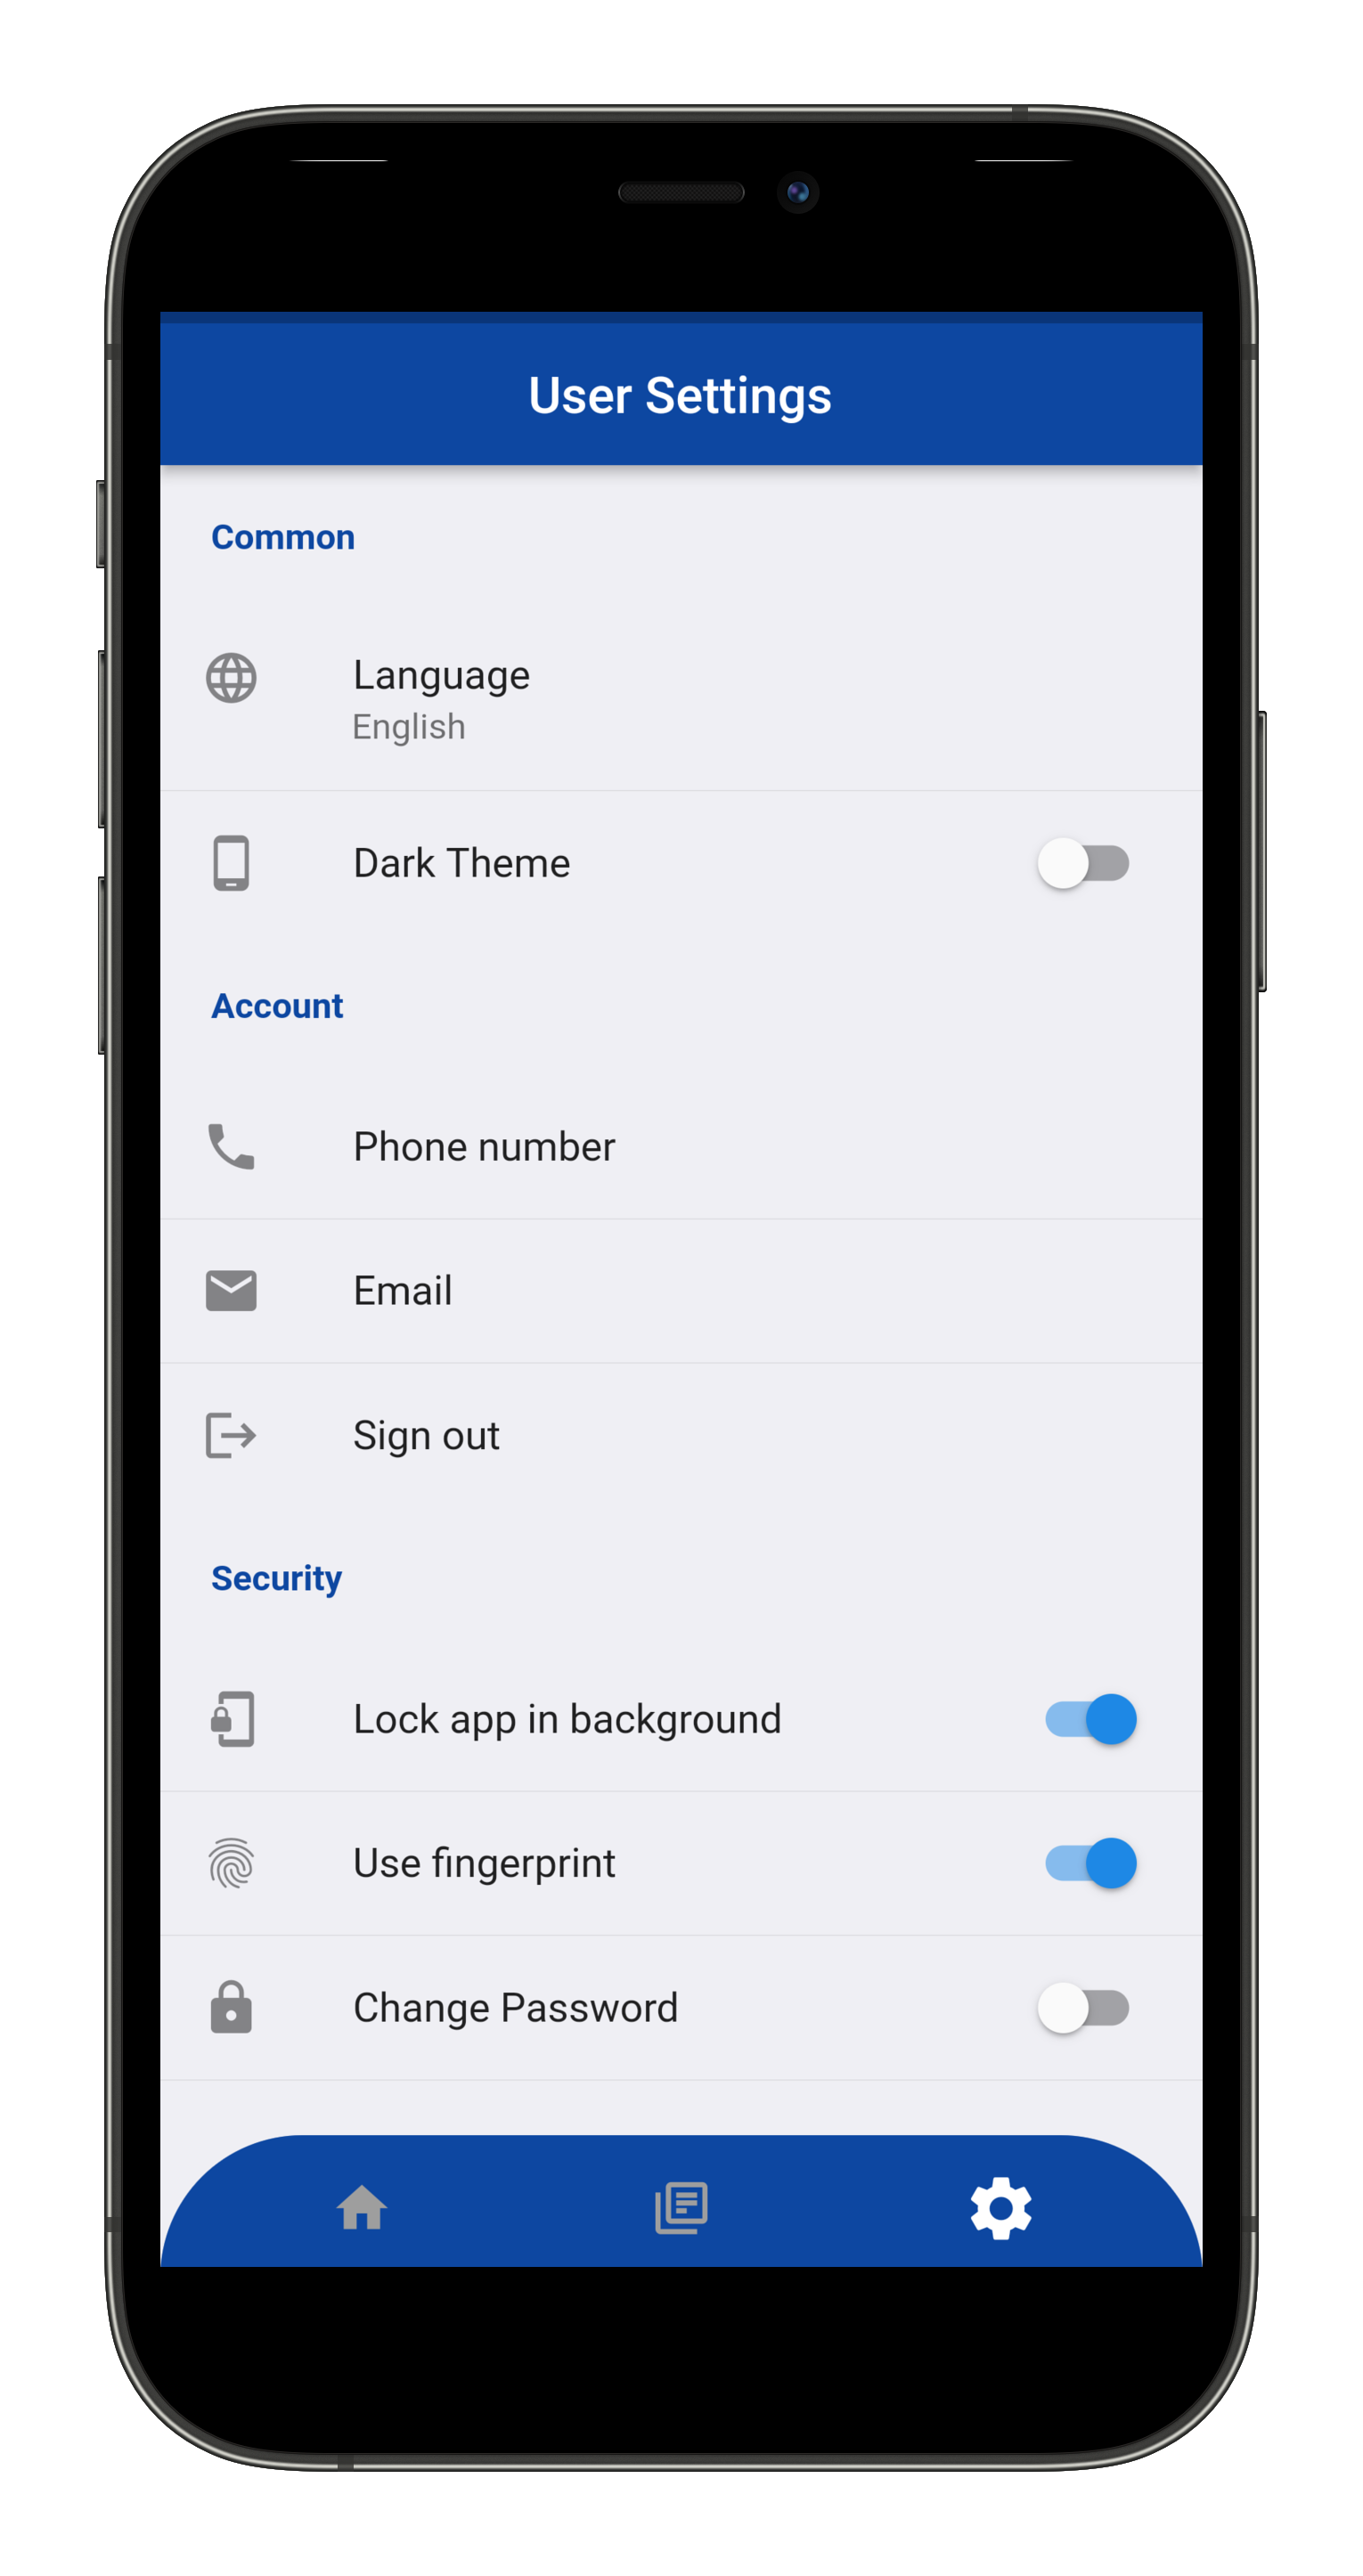 User Settings
Common
Language
English
Dark Theme
Account
Phone number
Email
Sign out
Security
Lock app in background
Use fingerprint
Change Password